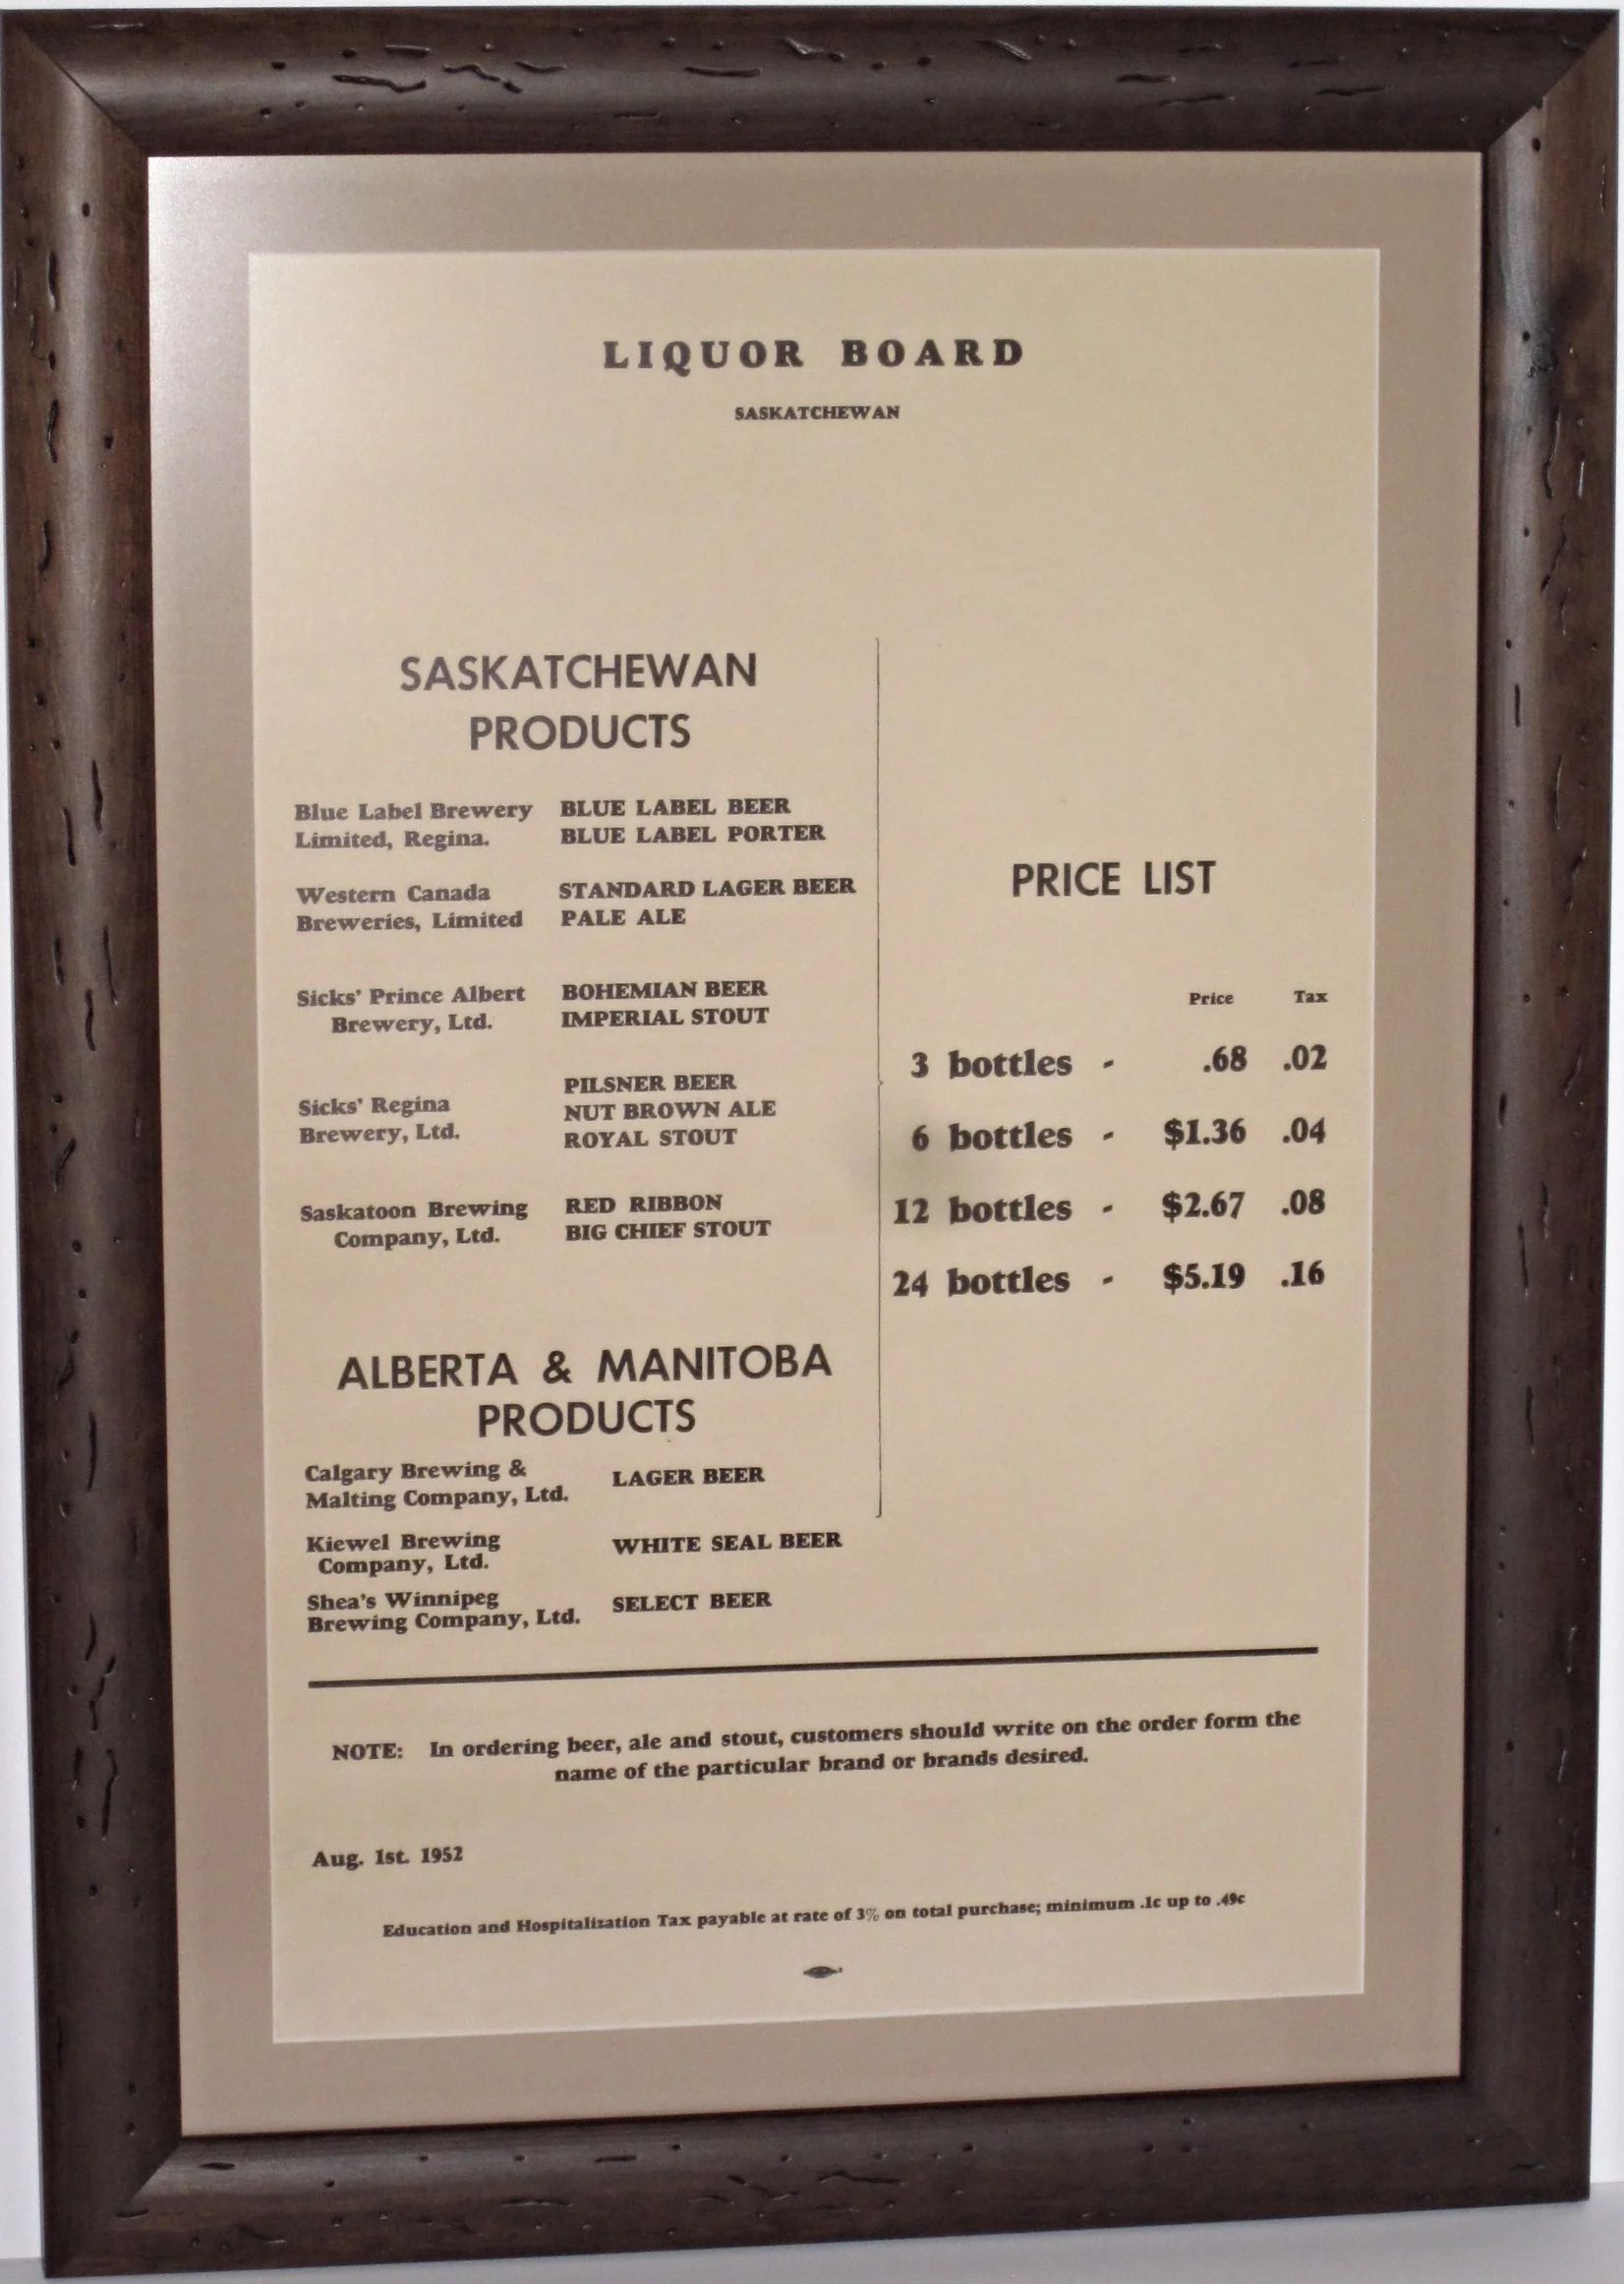 LIQUOR BOARD
SASKATCHEWAN
SASKATCHEWAN
PRODUCTS
Blue Label Brewery BLUE LABEL BEER
Limited, Regina. BLUE LABEL PORTER
Western Canada STANDARD LAGER BEER
Breweries, Limited PALE ALE
Sicks' Prince Albert BOHEMIAN BEER
Brewery, Ltd. IMPERIAL STOUT
PILSNER BEER
Sicks' Regina NUT BROWN ALE
Brewery, Ltd. ROYAL STOUT
Saskatoon Brewing RED RIBBON
Company, Ltd. BIG CHIEF STOUT
ALBERTA & MANITOBA
PRODUCTS
Calgary Brewing & LAGER BEER
Malting Company, Ltd.
Kiewel Brewing WHITE SEAL BEER
Company, Ltd.
Shea's Winnipeg SELECT BEER
Brewing Company, Ltd.
PRICE LIST
Price Tax
3 bottles - .68 .02
6 bottles - $1.36 .04
12 bottles - $2.67 .08
24 bottles - $5.19 .16
NOTE: In ordering beer, ale and stout, customers should write on the order form the
name of the particular brand or brands desired.
Aug. 1st. 1952
Education and Hospitalization Tax payable at rate of 3% on total purchase; minimum .1c up to .49c